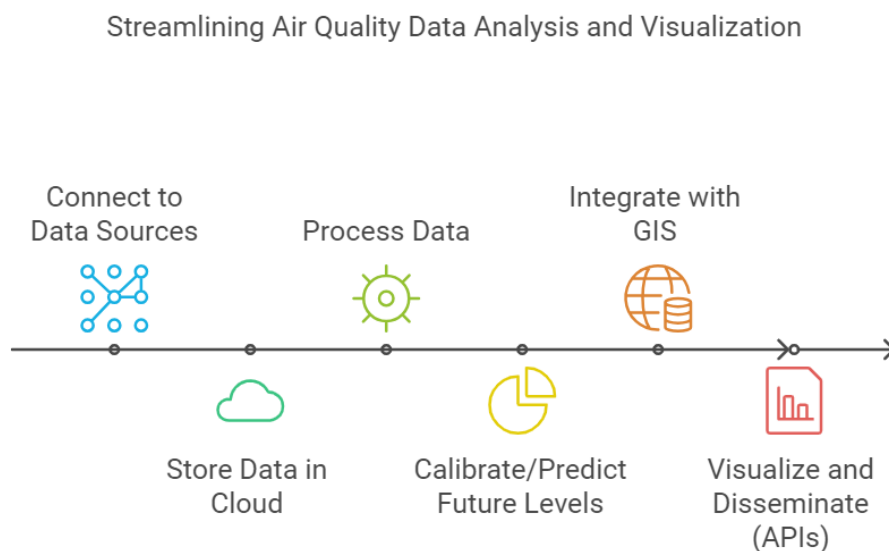 Streamlining Air Quality Data Analysis and Visualization
Connect to
Data Sources
Store Data in
Cloud
Process Data
Calibrate/Predict
Future Levels
Integrate with
GIS
Visualize and
Disseminate
(APIs)